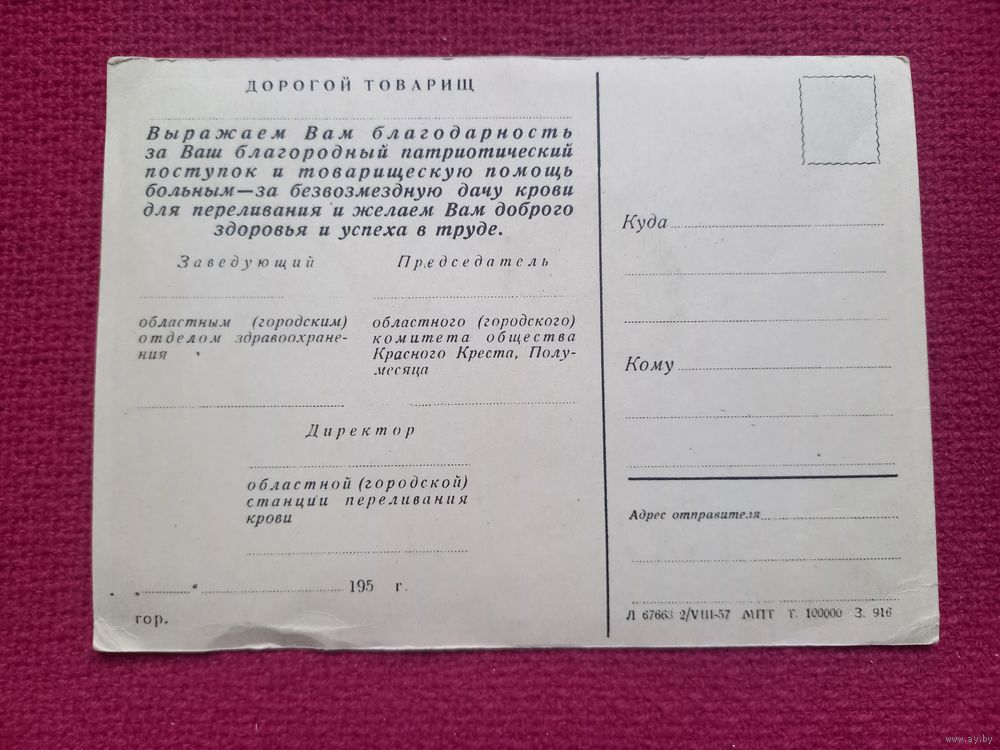 ДОРОГОЙ ТОВАРИЩ
Выражаем Вам благодарность
за Ваш благородный патриотический
поступок и товарищескую помощь
больным—за безвозмездную дачу крови
для переливания и желаем Вам доброго
здоровья и успеха в труде.
Заведующий
областным (городским)
отделом здравоохране-
ния
Председатель
областного (городского)
комитета общества
Красного Креста, Полу-
месяца
Директор
областной (городской)
станции переливания
крови
„ “ 195 г.
гор.
Куда
Кому
Адрес отправителя
Л 67663 2/VIII-57 МПТ Т. 100000 З. 916
www.ay.by